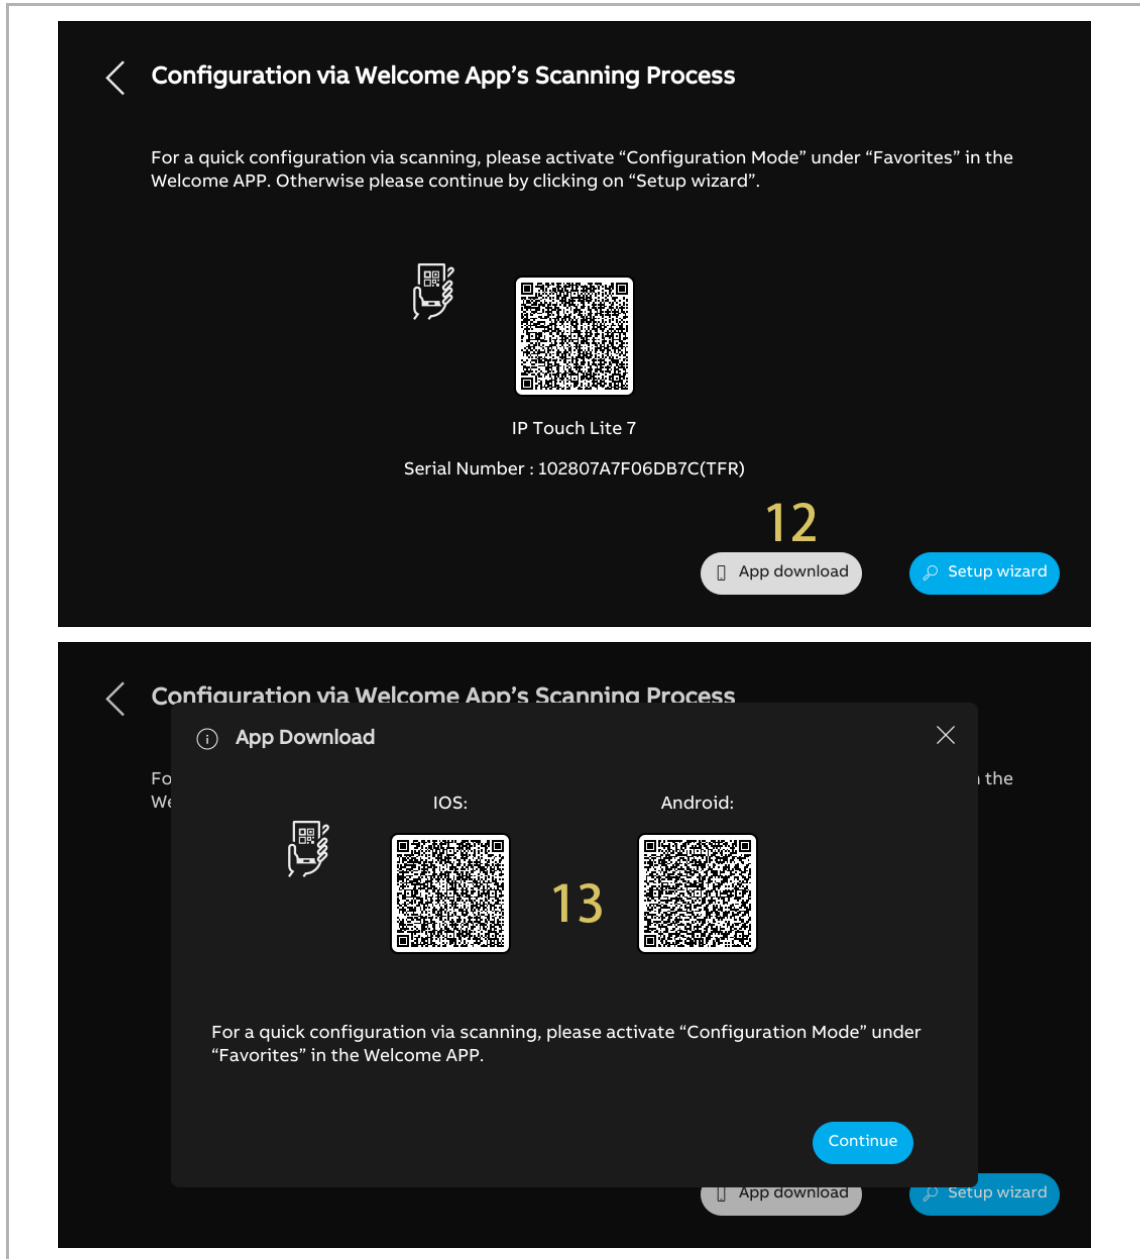 Configuration via Welcome App's Scanning Process
For a quick configuration via scanning, please activate “Configuration Mode” under “Favorites” in the
Welcome APP. Otherwise please continue by clicking on “Setup wizard”.
IP Touch Lite 7
Serial Number : 102807A7F06DB7C(TFR)
12
App download
Setup wizard
Configuration via Welcome App's Scanning Process
App Download
Fo
the
We
IOS:
Android:
13
For a quick configuration via scanning, please activate “Configuration Mode” under
“Favorites” in the Welcome APP.
Continue
App download
Setup wizard